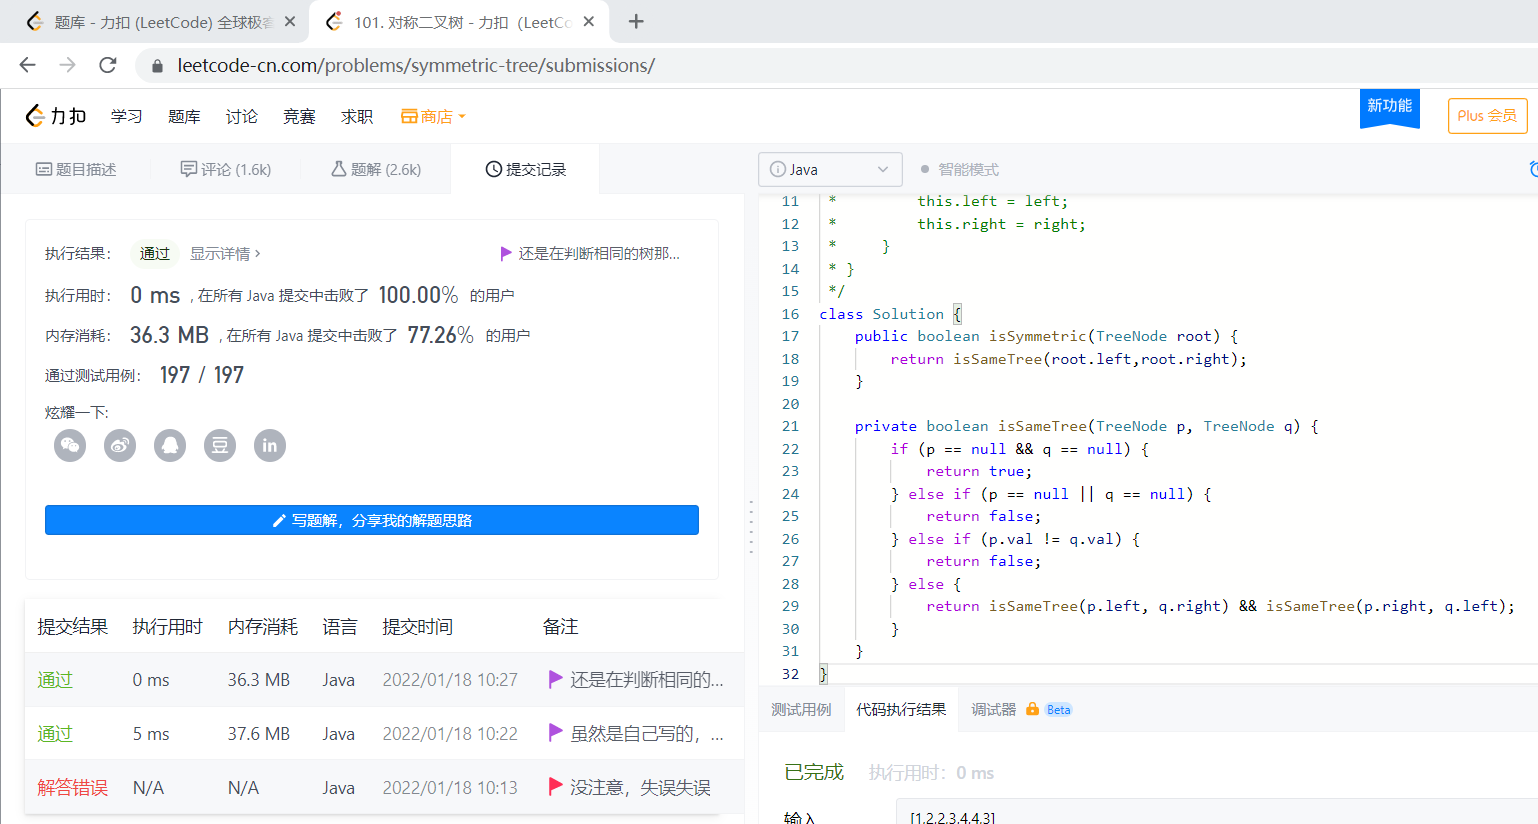 题库 - 力扣 (LeetCode) 全球极客
101. 对称二叉树 - 力扣（LeetCo
leetcode-cn.com/problems/symmetric-tree/submissions/
力扣 学习 题库 讨论 竞赛 求职 商店 新功能 Plus 会员
题目描述 评论 (1.6k) 题解 (2.6k) 提交记录
执行结果： 通过 显示详情 › 还是在判断相同的树那...
执行用时： 0 ms , 在所有 Java 提交中击败了 100.00% 的用户
内存消耗： 36.3 MB , 在所有 Java 提交中击败了 77.26% 的用户
通过测试用例： 197 / 197
炫耀一下:
豆 in
写题解，分享我的解题思路
提交结果 执行用时 内存消耗 语言 提交时间 备注
通过 0 ms 36.3 MB Java 2022/01/18 10:27 还是在判断相同的...
通过 5 ms 37.6 MB Java 2022/01/18 10:22 虽然是自己写的，...
解答错误 N/A N/A Java 2022/01/18 10:13 没注意，失误失误
Java 智能模式
11 * this.left = left;
12 * this.right = right;
13 * }
14 * }
15 */
16 class Solution {
17 public boolean isSymmetric(TreeNode root) {
18 return isSameTree(root.left,root.right);
19 }
20
21 private boolean isSameTree(TreeNode p, TreeNode q) {
22 if (p == null && q == null) {
23 return true;
24 } else if (p == null || q == null) {
25 return false;
26 } else if (p.val != q.val) {
27 return false;
28 } else {
29 return isSameTree(p.left, q.right) && isSameTree(p.right, q.left);
30 }
31 }
32 }
测试用例 代码执行结果 调试器 Beta
已完成 执行用时：0 ms
输入 [1,2,2,3,4,4,3]